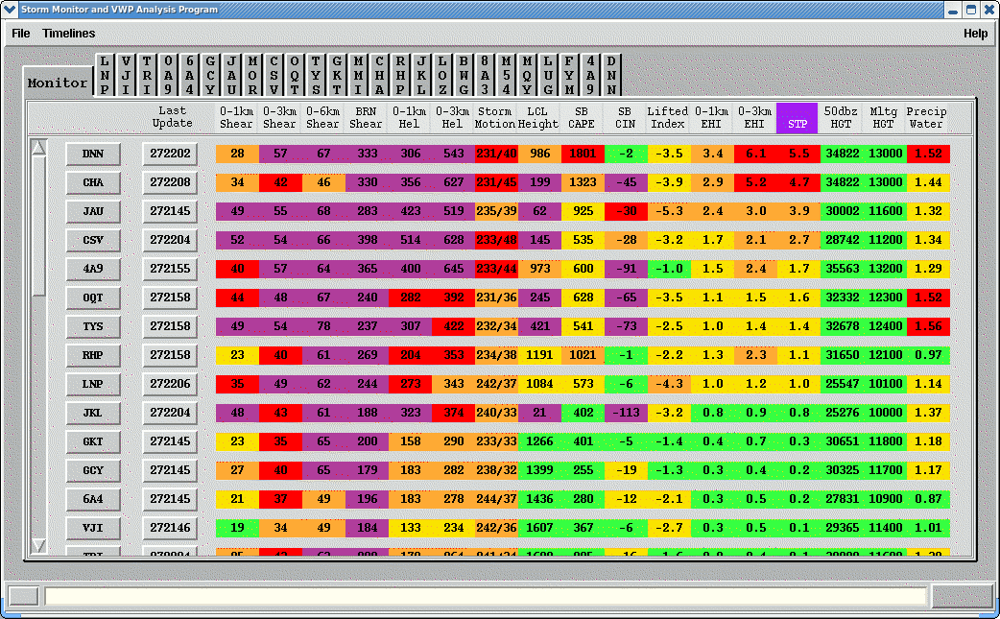 Storm Monitor and VWP Analysis Program
File Timelines Help
Monitor LNP VJI TRI 0A9 6A4 GCY JAU MOR CSV OQT TYS GKT MMI CHA RHP JKL LOZ BWG 8A3 M54 MQY LUG FYM 4A9 DNN
Last Update 0-1km Shear 0-3km Shear 0-6km Shear BRN Shear 0-1km Hel 0-3km Hel Storm Motion LCL Height SB CAPE SB CIN Lifted Index 0-1km EHI 0-3km EHI STP 50dbz HGT Mltg HGT Precip Water
DNN 272202 28 57 67 333 306 543 231/40 986 1801 -2 -3.5 3.4 6.1 5.5 34822 13000 1.52
CHA 272208 34 42 46 330 356 627 231/45 199 1323 -45 -3.9 2.9 5.2 4.7 34822 13000 1.44
JAU 272145 49 55 68 283 423 519 235/39 62 925 -30 -5.3 2.4 3.0 3.9 30002 11600 1.32
CSV 272204 52 54 66 398 514 628 233/48 145 535 -28 -3.2 1.7 2.1 2.7 28742 11200 1.34
4A9 272155 40 57 64 365 400 645 233/44 973 600 -91 -1.0 1.5 2.4 1.7 35563 13200 1.29
OQT 272158 44 48 67 240 282 392 231/36 245 628 -65 -3.5 1.1 1.5 1.6 32332 12300 1.52
TYS 272158 49 54 78 237 307 422 232/34 421 541 -73 -2.5 1.0 1.4 1.4 32678 12400 1.56
RHP 272158 23 40 61 269 204 353 234/38 1191 1021 -1 -2.2 1.3 2.3 1.1 31650 12100 0.97
LNP 272206 35 49 62 244 273 343 242/37 1084 573 -6 -4.3 1.0 1.2 1.0 25547 10100 1.14
JKL 272204 48 43 61 188 323 374 240/33 21 402 -113 -3.2 0.8 0.9 0.8 25276 10000 1.37
GKT 272145 23 35 65 200 158 290 233/33 1266 401 -5 -1.4 0.4 0.7 0.3 30651 11800 1.18
GCY 272145 27 40 65 179 183 282 238/32 1399 255 -19 -1.3 0.3 0.4 0.2 30325 11700 1.17
6A4 272145 21 37 49 196 183 278 244/37 1436 280 -12 -2.1 0.3 0.5 0.2 27831 10900 0.87
VJI 272146 19 34 49 184 133 234 242/36 1607 367 -6 -2.7 0.3 0.5 0.1 29365 11400 1.01